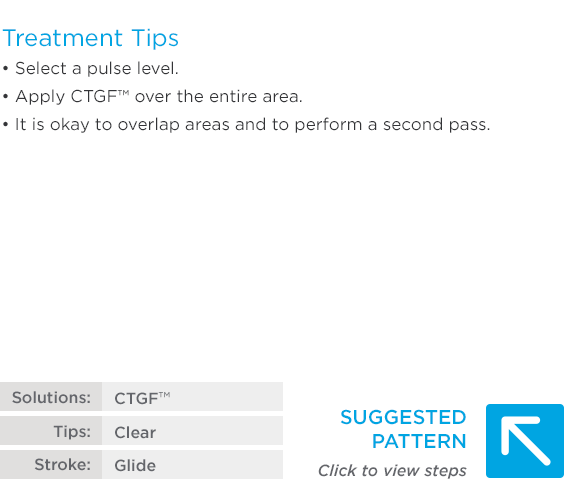 Treatment Tips
• Select a pulse level.
• Apply CTGF™ over the entire area.
• It is okay to overlap areas and to perform a second pass.
Solutions: CTGF™
Tips: Clear
Stroke: Glide
SUGGESTED
PATTERN
Click to view steps